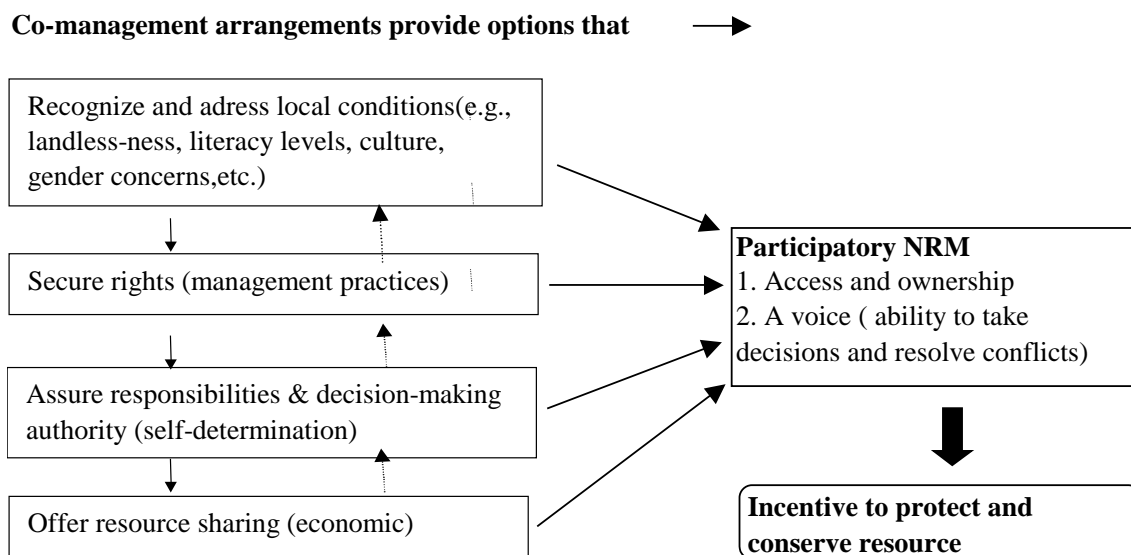 Co-management arrangements provide options that
Recognize and adress local conditions(e.g.,
landless-ness, literacy levels, culture,
gender concerns,etc.)
Secure rights (management practices)
Assure responsibilities & decision-making
authority (self-determination)
Offer resource sharing (economic)
Participatory NRM
1. Access and ownership
2. A voice ( ability to take
decisions and resolve conflicts)
Incentive to protect and
conserve resource